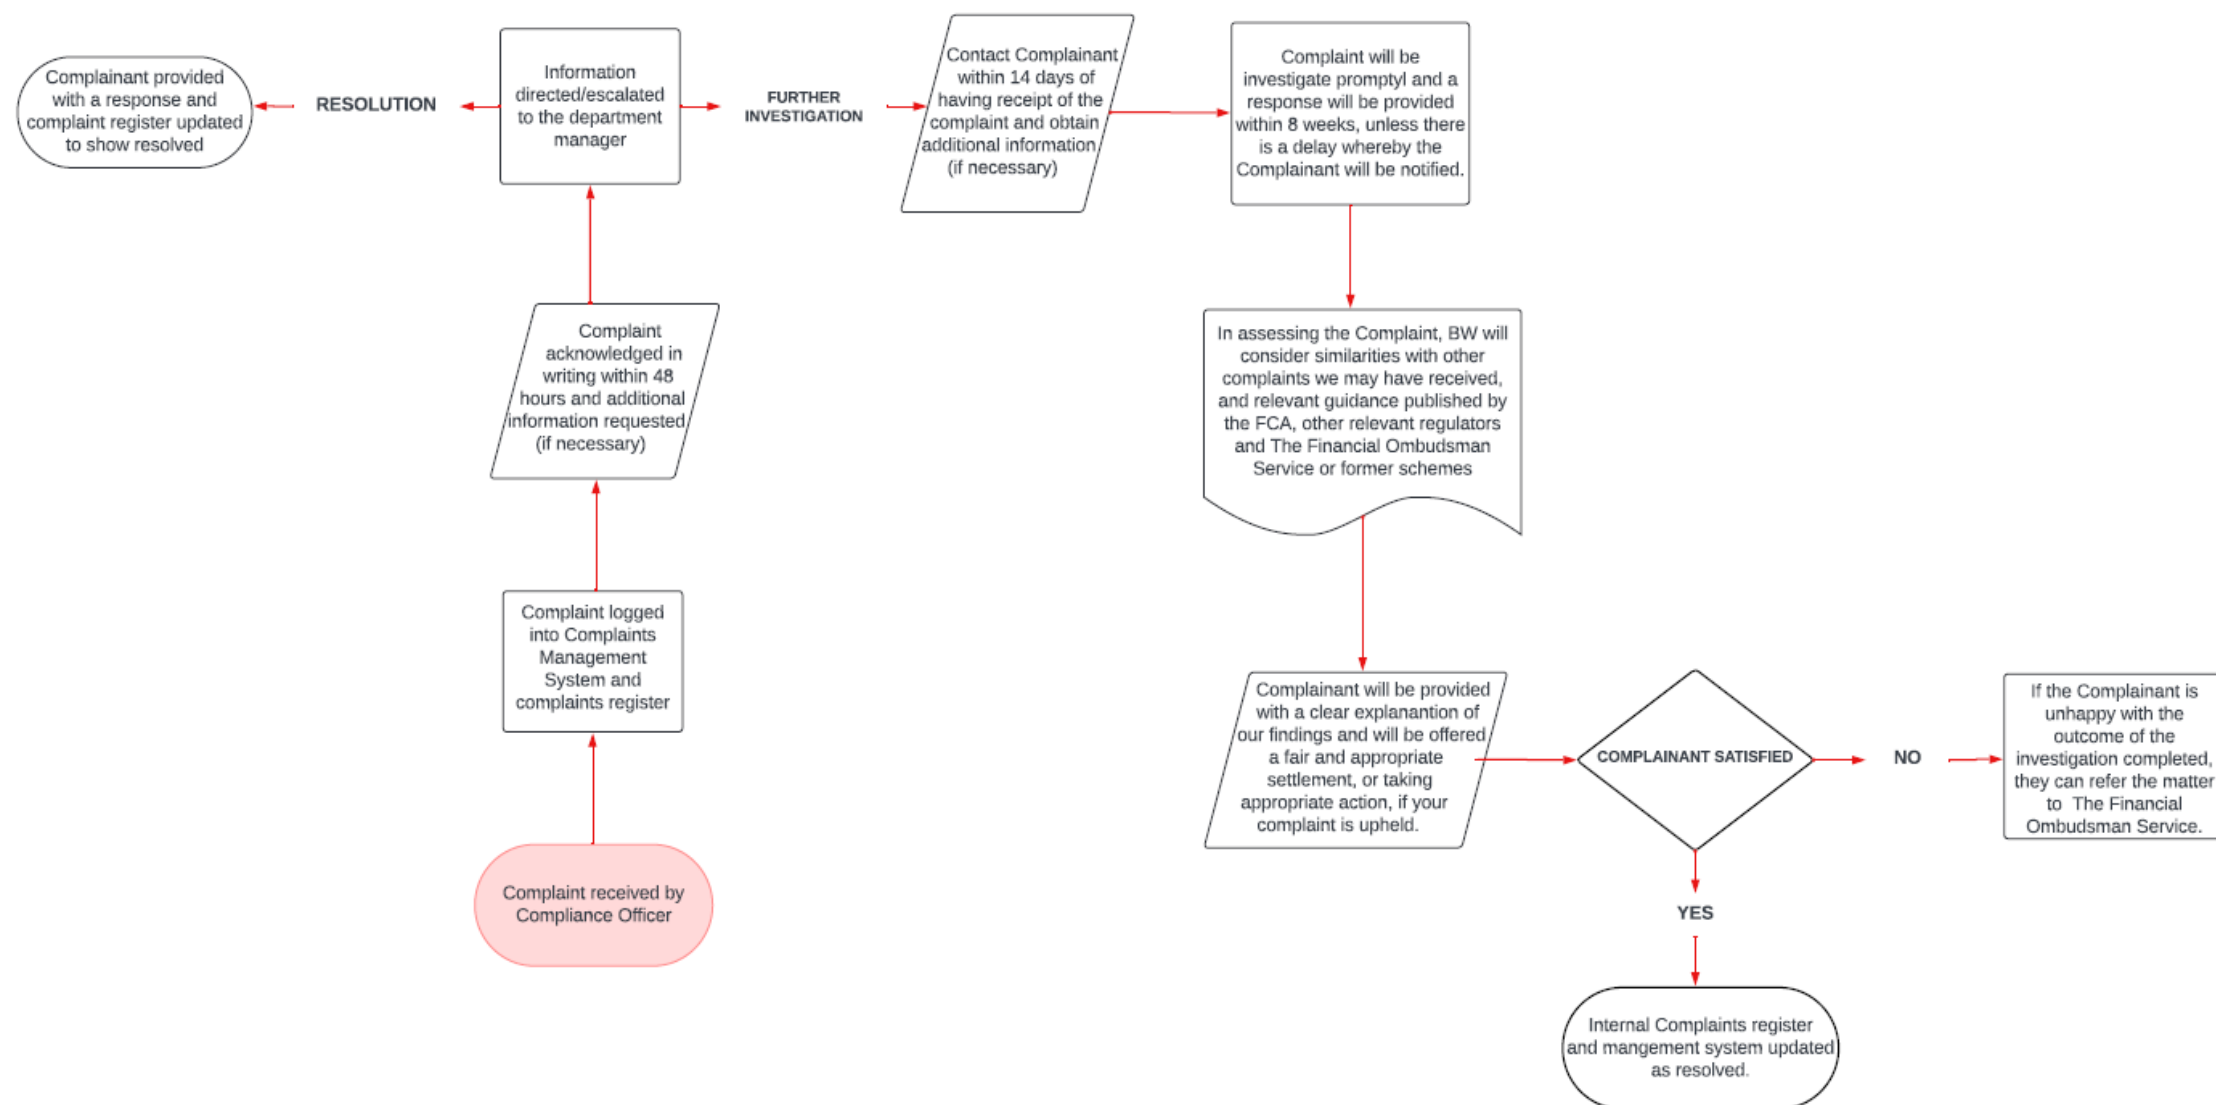 Complainant provided
with a response and
complaint register updated
to show resolved
RESOLUTION
Information
directed/escalated
to the department
manager
FURTHER
INVESTIGATION
Contact Complainant
within 14 days of
having receipt of the
complaint and obtain
additional information
(if necessary)
Complaint will be
investigate promptyl and a
response will be provided
within 8 weeks, unless there
is a delay whereby the
Complainant will be notified.
Complaint
acknowledged in
writing within 48
hours and additional
information requested
(if necessary)
In assessing the Complaint, BW will
consider similarities with other
complaints we may have received,
and relevant guidance published by
the FCA, other relevant regulators
and The Financial Ombudsman
Service or former schemes
Complaint logged
into Complaints
Management
System and
complaints register
Complainant will be provided
with a clear explanantion of
our findings and will be offered
a fair and appropriate
settlement, or taking
appropriate action, if your
complaint is upheld.
COMPLAINANT SATISFIED
NO
If the Complainant is
unhappy with the
outcome of the
investigation completed,
they can refer the matter
to The Financial
Ombudsman Service.
Complaint received by
Compliance Officer
YES
Internal Complaints register
and mangement system updated
as resolved.